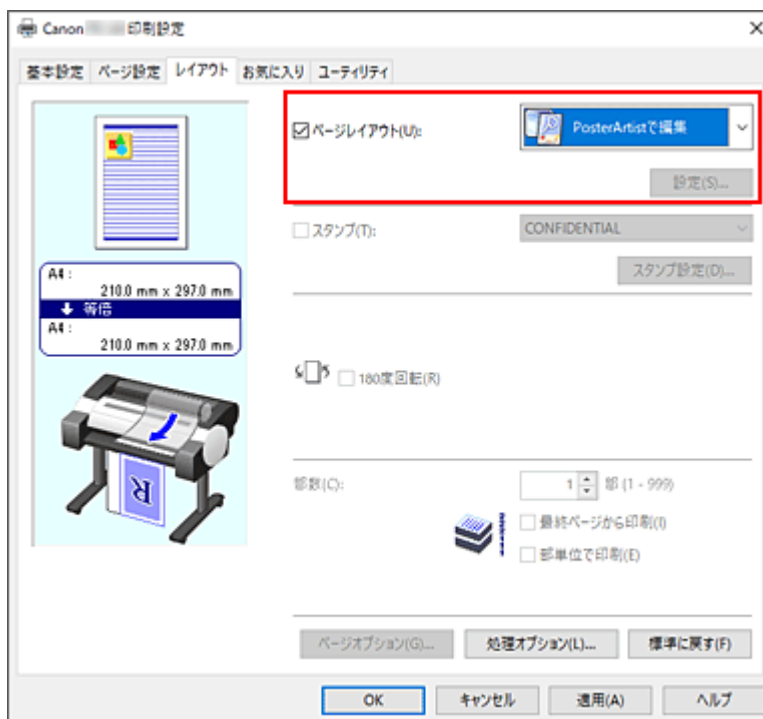 Canon 印刷設定
基本設定 ページ設定 レイアウト お気に入り ユーティリティ
ページレイアウト(U): PosterArtistで編集
設定(S)...
スタンプ(T): CONFIDENTIAL
スタンプ設定(D)...
A4 :
210.0 mm x 297.0 mm
等倍
A4 :
210.0 mm x 297.0 mm
180度回転(R)
R
部数(C): 1 部 (1 - 999)
最終ページから印刷(I)
部単位で印刷(E)
ページオプション(G)... 処理オプション(L)... 標準に戻す(F)
OK キャンセル 適用(A) ヘルプ